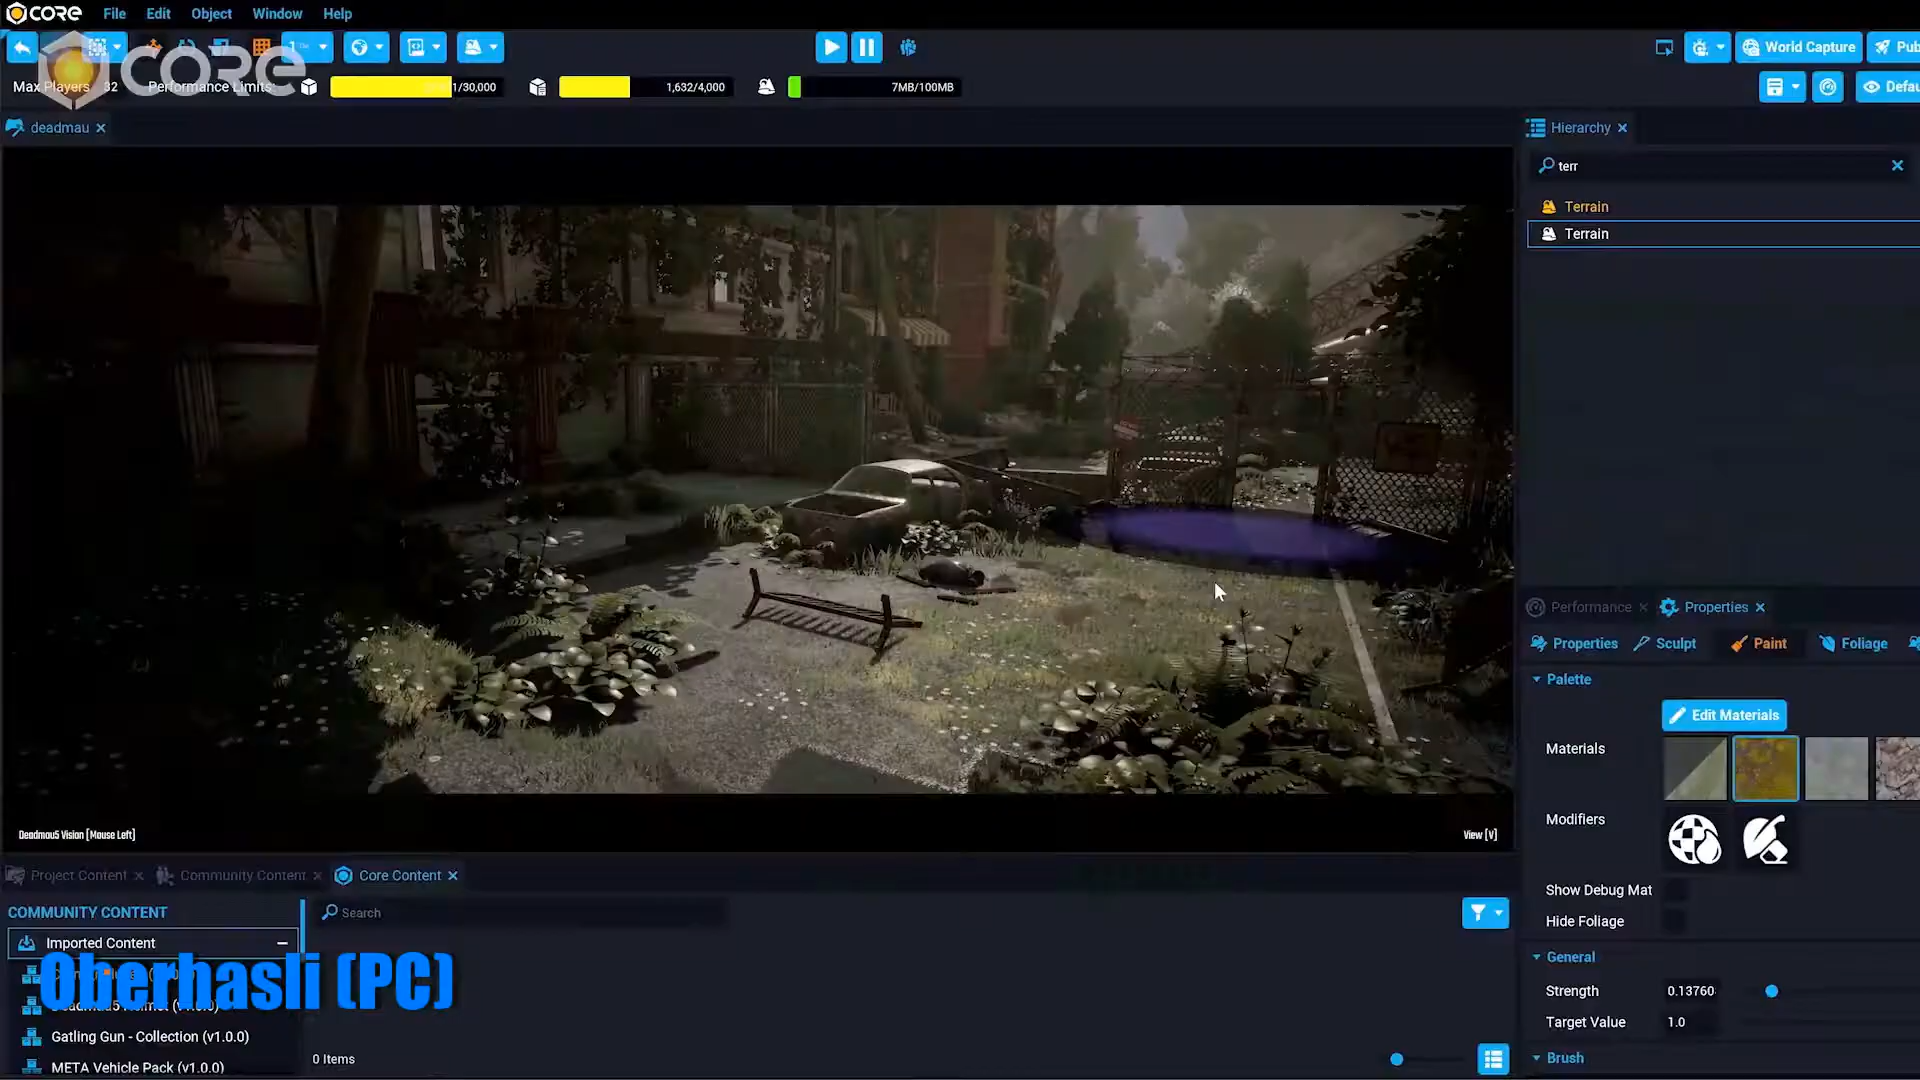 CORE File Edit Object Window Help
CORE
World Capture
Max Players 32 Performance Limits: 1/30,000 1,632/4,000 7MB/100MB
deadmau
Hierarchy
terr
Terrain
Terrain
Performance Properties
Properties Sculpt Paint Foliage
Palette
Edit Materials
Materials
Modifiers
Show Debug Mat
Hide Foliage
General
Strength 0.13760
Target Value 1.0
Brush
Deadmau5 Vision [Mouse Left]
View [V]
Project Content Community Content Core Content
COMMUNITY CONTENT
Search
Imported Content
Oberhasli (PC)
Gatling Gun - Collection (v1.0.0)
META Vehicle Pack (v1.0.0)
0 Items